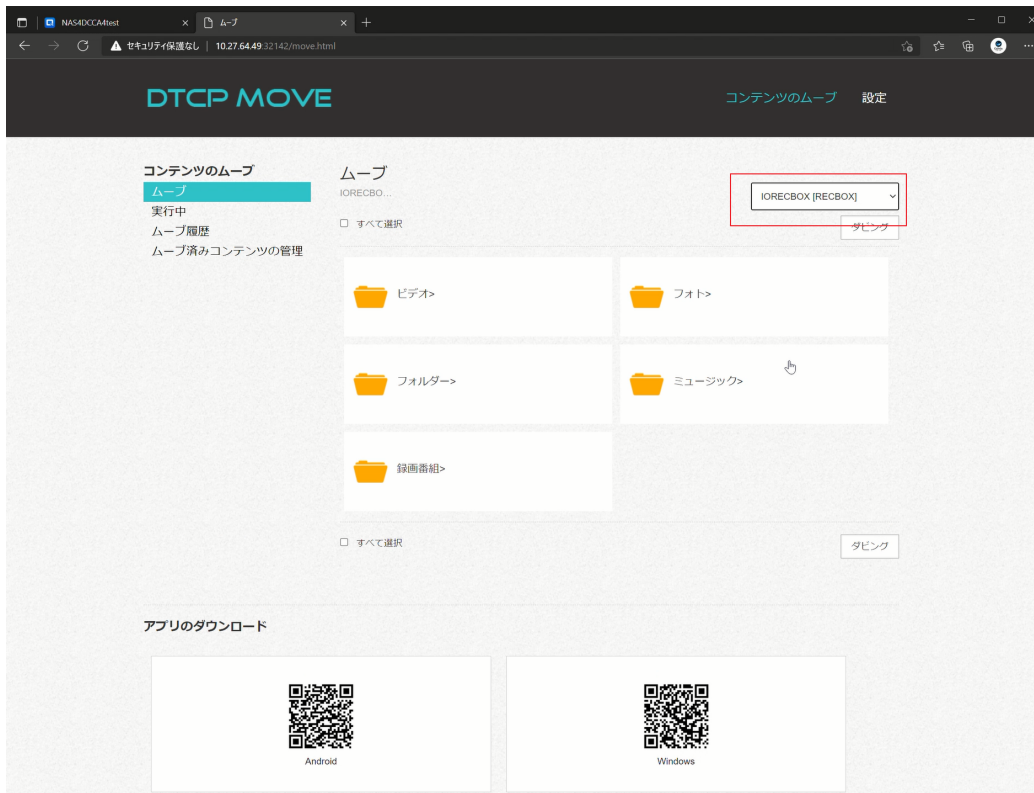 NAS4DCCA4test
ムーブ
セキュリティ保護なし | 10.27.64.49:32142/move.html
DTCP MOVE
コンテンツのムーブ
設定
コンテンツのムーブ
ムーブ
実行中
ムーブ履歴
ムーブ済みコンテンツの管理
ムーブ
IORECBO...
IORECBOX [RECBOX]
すべて選択
ダビング
ビデオ>
フォト>
フォルダー>
ミュージック>
録画番組>
すべて選択
ダビング
アプリのダウンロード
Android
Windows